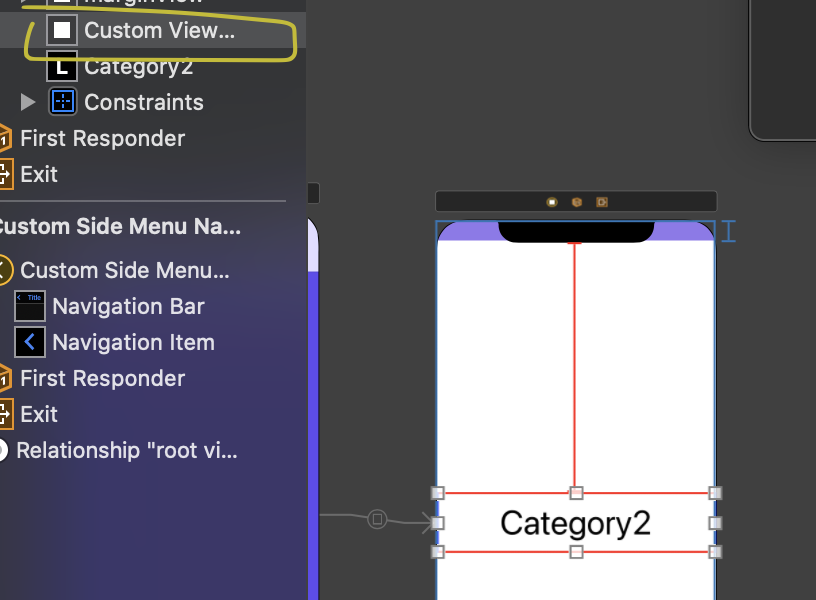 Custom View...
L Category2
Constraints
First Responder
Exit
Custom Side Menu Na...
Custom Side Menu...
Title
Navigation Bar
Navigation Item
First Responder
Exit
Relationship "root vi...
Category2